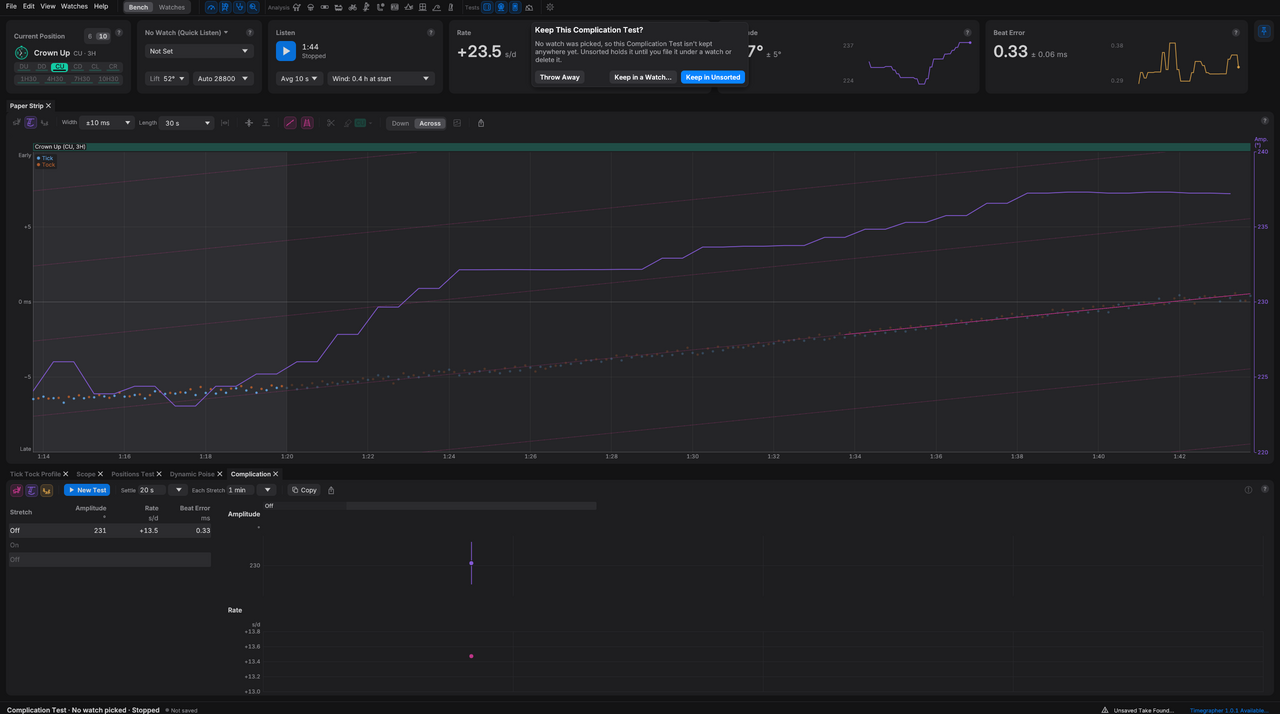 File Edit View Watches Help Bench Watches Analysis Tests
Current Position 6 10 ?
Crown Up CU · 3H
DU DD CU CD CL CR
1H30 4H30 7H30 10H30
No Watch (Quick Listen) ?
Not Set
Lift 52° Auto 28800
Listen ?
1:44
Stopped
Avg 10 s Wind: 0.4 h at start
Rate
+23.5 s/d
Keep This Complication Test?
No watch was picked, so this Complication Test isn't kept
anywhere yet. Unsorted holds it until you file it under a watch or
delete it.
Throw Away Keep in a Watch... Keep in Unsorted
ude ?
7° ± 5°
237
224
Beat Error ?
0.33 ± 0.06 ms
0.38
0.29
Paper Strip
Width ±10 ms Length 30 s Down Across ?
Crown Up (CU, 3H)
Amp.
(°)
Early
Tick
Tock
+5
0 ms
−5
Late
240
235
230
225
220
1:14 1:16 1:18 1:20 1:22 1:24 1:26 1:28 1:30 1:32 1:34 1:36 1:38 1:40 1:42
Tick Tock Profile Scope Positions Test Dynamic Poise Complication
New Test Settle 20 s Each Stretch 1 min Copy ?
Stretch Amplitude Rate Beat Error
° s/d ms
Off 231 +13.5 0.33
On
Off
Off
Amplitude
°
230
Rate
s/d
+13.8
+13.6
+13.4
+13.2
+13.0
Complication Test · No watch picked · Stopped Not saved
Unsaved Take Found... Timegrapher 1.0.1 Available...